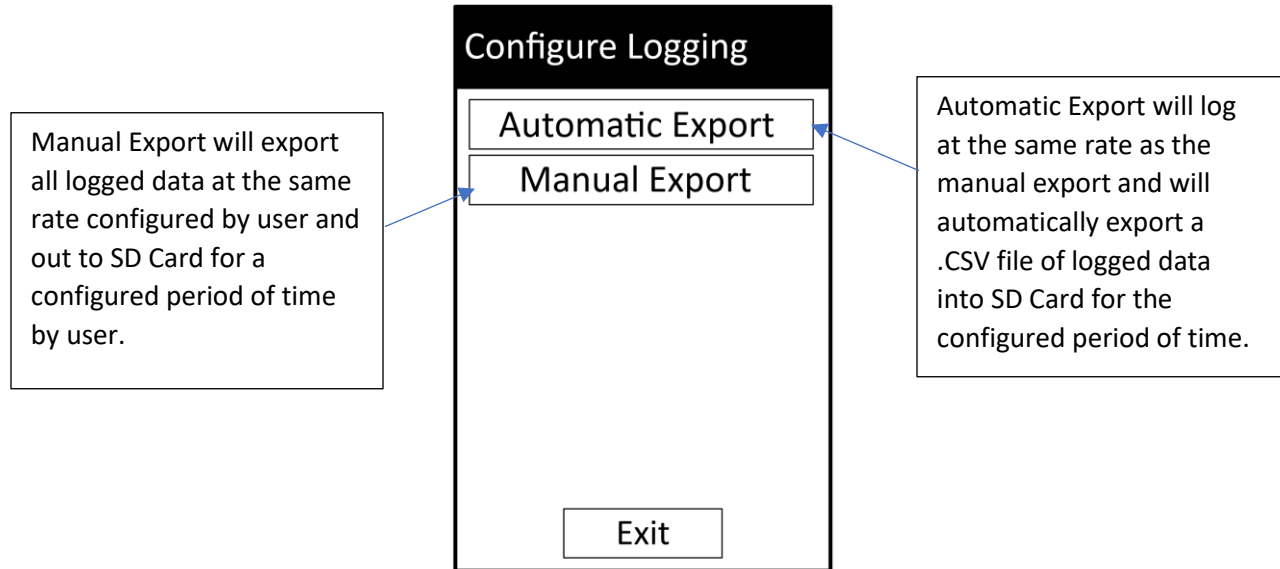 Configure Logging
Automatic Export
Manual Export
Exit
Manual Export will export
all logged data at the same
rate configured by user and
out to SD Card for a
configured period of time
by user.
Automatic Export will log
at the same rate as the
manual export and will
automatically export a
.CSV file of logged data
into SD Card for the
configured period of time.